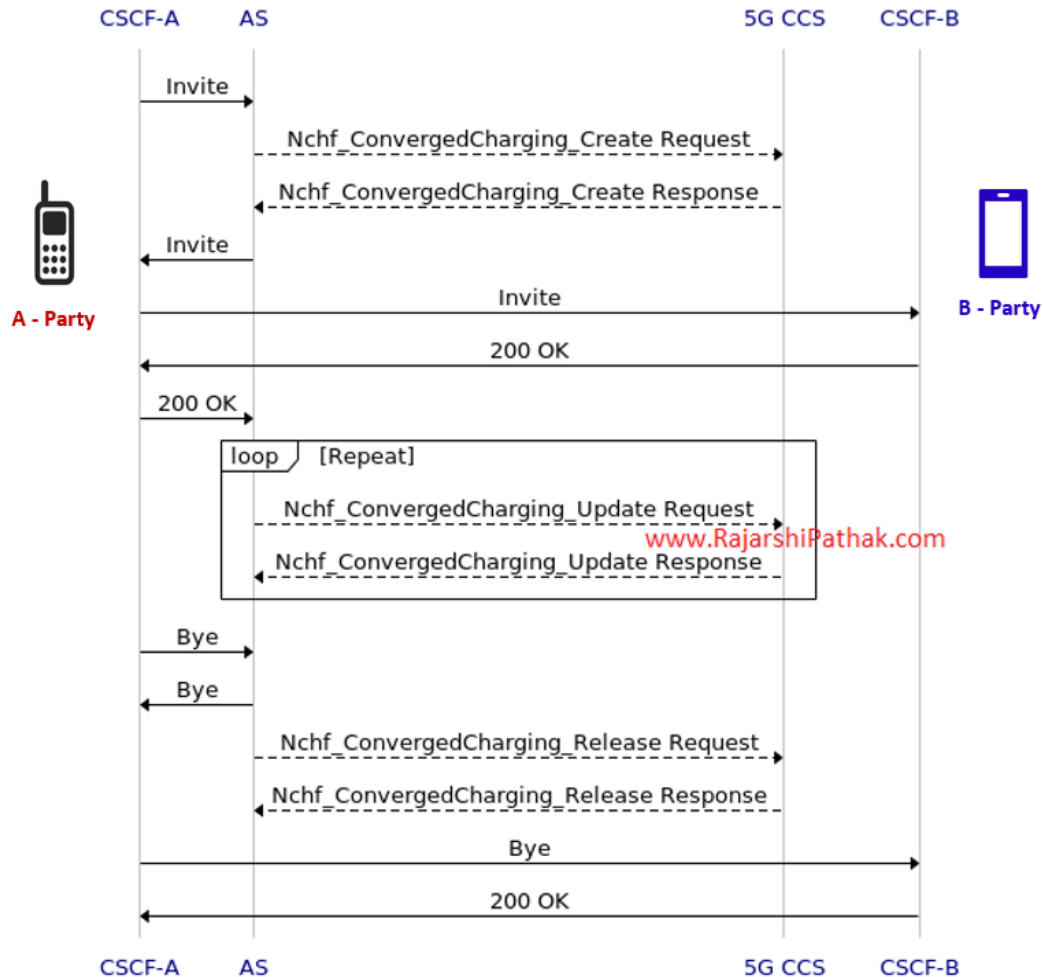 CSCF-A AS 5G CCS CSCF-B
Invite
Nchf_ConvergedCharging_Create Request
Nchf_ConvergedCharging_Create Response
Invite
Invite
A - Party
B - Party
200 OK
200 OK
loop [Repeat]
Nchf_ConvergedCharging_Update Request
www.RajarshiPathak.com
Nchf_ConvergedCharging_Update Response
Bye
Bye
Nchf_ConvergedCharging_Release Request
Nchf_ConvergedCharging_Release Response
Bye
200 OK
CSCF-A AS 5G CCS CSCF-B